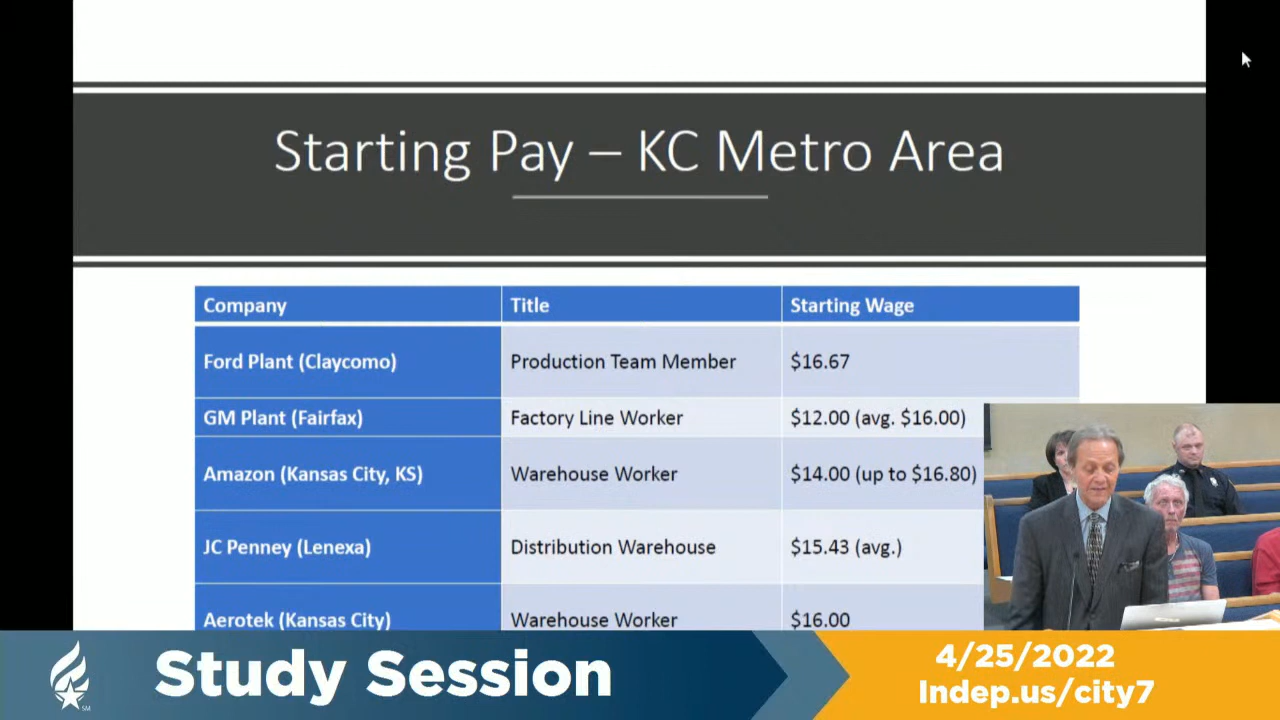 Starting Pay – KC Metro Area
Company Title Starting Wage
Ford Plant (Claycomo) Production Team Member $16.67
GM Plant (Fairfax) Factory Line Worker $12.00 (avg. $16.00)
Amazon (Kansas City, KS) Warehouse Worker $14.00 (up to $16.80)
JC Penney (Lenexa) Distribution Warehouse $15.43 (avg.)
Aerotek (Kansas City) Warehouse Worker $16.00
Study Session
4/25/2022
Indep.us/city7
SM